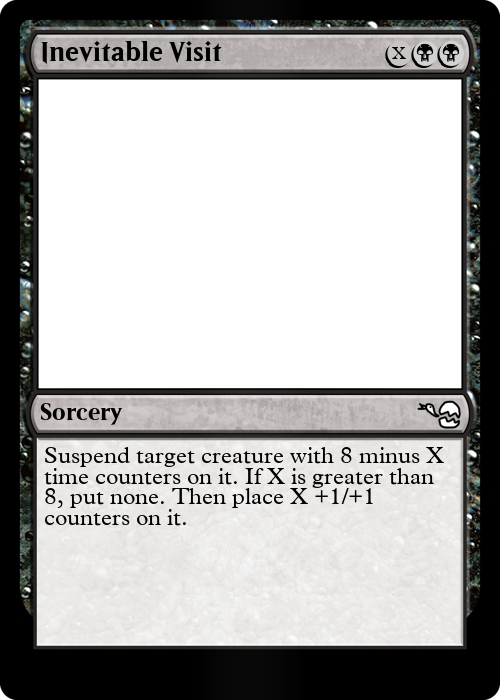 Inevitable Visit X
Sorcery
Suspend target creature with 8 minus X
time counters on it. If X is greater than
8, put none. Then place X +1/+1
counters on it.